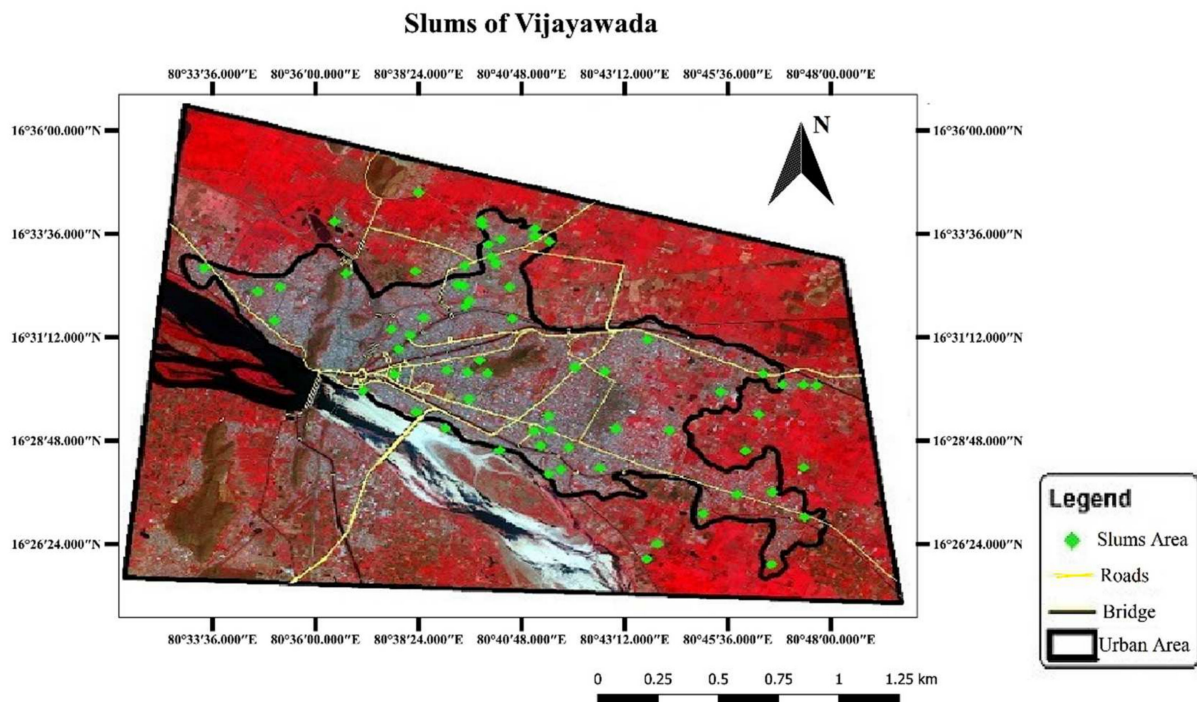 Slums of Vijayawada
80°33'36.000"E 80°36'00.000"E 80°38'24.000"E 80°40'48.000"E 80°43'12.000"E 80°45'36.000"E 80°48'00.000"E
16°36'00.000"N 16°36'00.000"N
N
16°33'36.000"N 16°33'36.000"N
16°31'12.000"N 16°31'12.000"N
16°28'48.000"N 16°28'48.000"N
16°26'24.000"N 16°26'24.000"N
80°33'36.000"E 80°36'00.000"E 80°38'24.000"E 80°40'48.000"E 80°43'12.000"E 80°45'36.000"E 80°48'00.000"E
Legend
Slums Area
Roads
Bridge
Urban Area
0 0.25 0.5 0.75 1 1.25 km